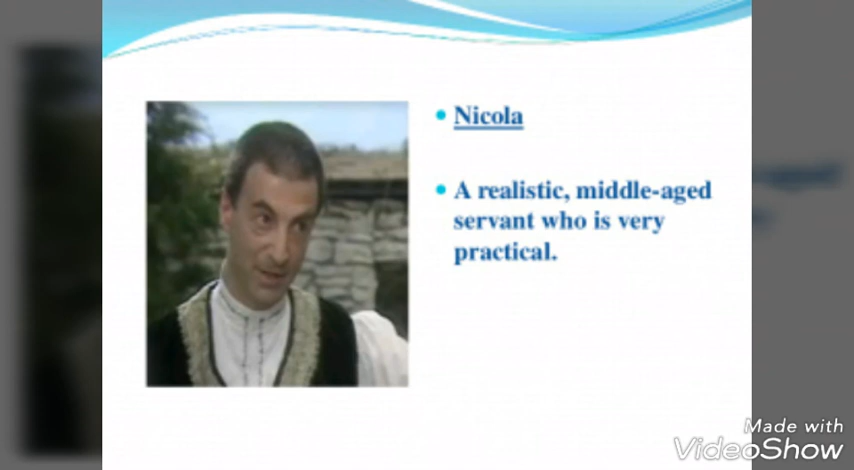 Nicola
A realistic, middle-aged
servant who is very
practical.
Made with
VideoShow